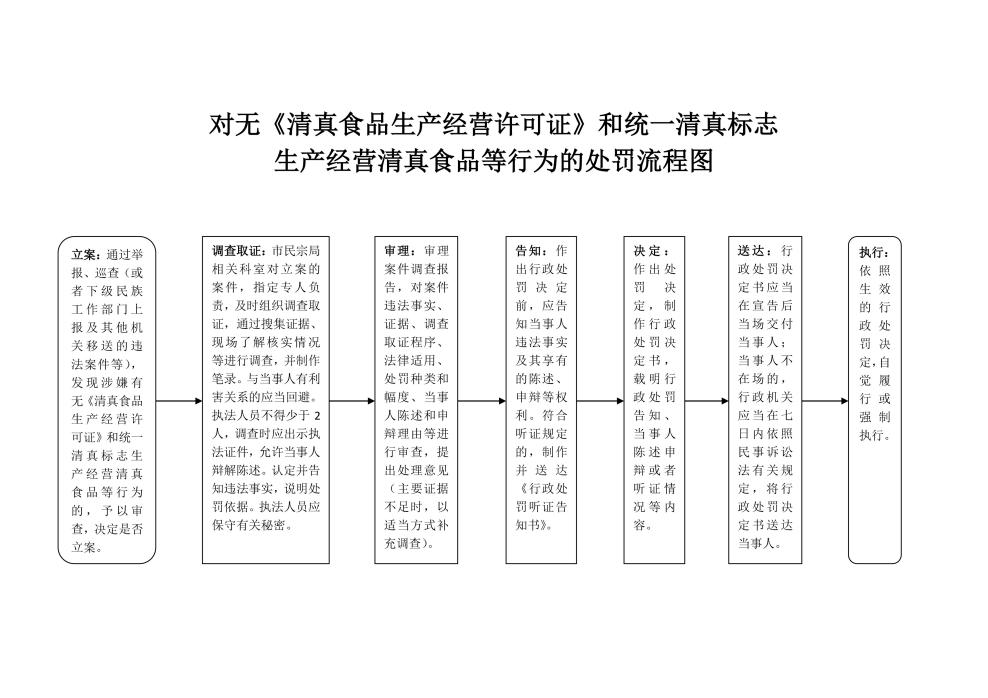 对无《清真食品生产经营许可证》和统一清真标志
生产经营清真食品等行为的处罚流程图
立案：通过举
报、巡查（或
者下级民族
工作部门上
报及其他机
关移送的违
法案件等），
发现涉嫌有
无《清真食品
生产经营许
可证》和统一
清真标志生
产经营清真
食品等行为
的，予以审
查，决定是否
立案。
调查取证：市民宗局
相关科室对立案的
案件，指定专人负
责，及时组织调查取
证，通过搜集证据、
现场了解核实情况
等进行调查，并制作
笔录。与当事人有利
害关系的应当回避。
执法人员不得少于 2
人，调查时应出示执
法证件，允许当事人
辩解陈述。认定并告
知违法事实，说明处
罚依据。执法人员应
保守有关秘密。
审理：审理
案件调查报
告，对案件
违法事实、
证据、调查
取证程序、
法律适用、
处罚种类和
幅度、当事
人陈述和申
辩理由等进
行审查，提
出处理意见
（主要证据
不足时，以
适当方式补
充调查）。
告知：作
出行政处
罚决定
前，应告
知当事人
违法事实
及其享有
的陈述、
申辩等权
利。符合
听证规定
的，制作
并送达
《行政处
罚听证告
知书》。
决定：
作出处
罚决
定，制
作行政
处罚决
定书，
载明行
政处罚
告知、
当事人
陈述申
辩或者
听证情
况等内
容。
送达：行
政处罚决
定书应当
在宣告后
当场交付
当事人；
当事人不
在场的，
行政机关
应当在七
日内依照
民事诉讼
法有关规
定，将行
政处罚决
定书送达
当事人。
执行：
依照
生效
的行
政处
罚决
定，自
觉履
行或
强制
执行。